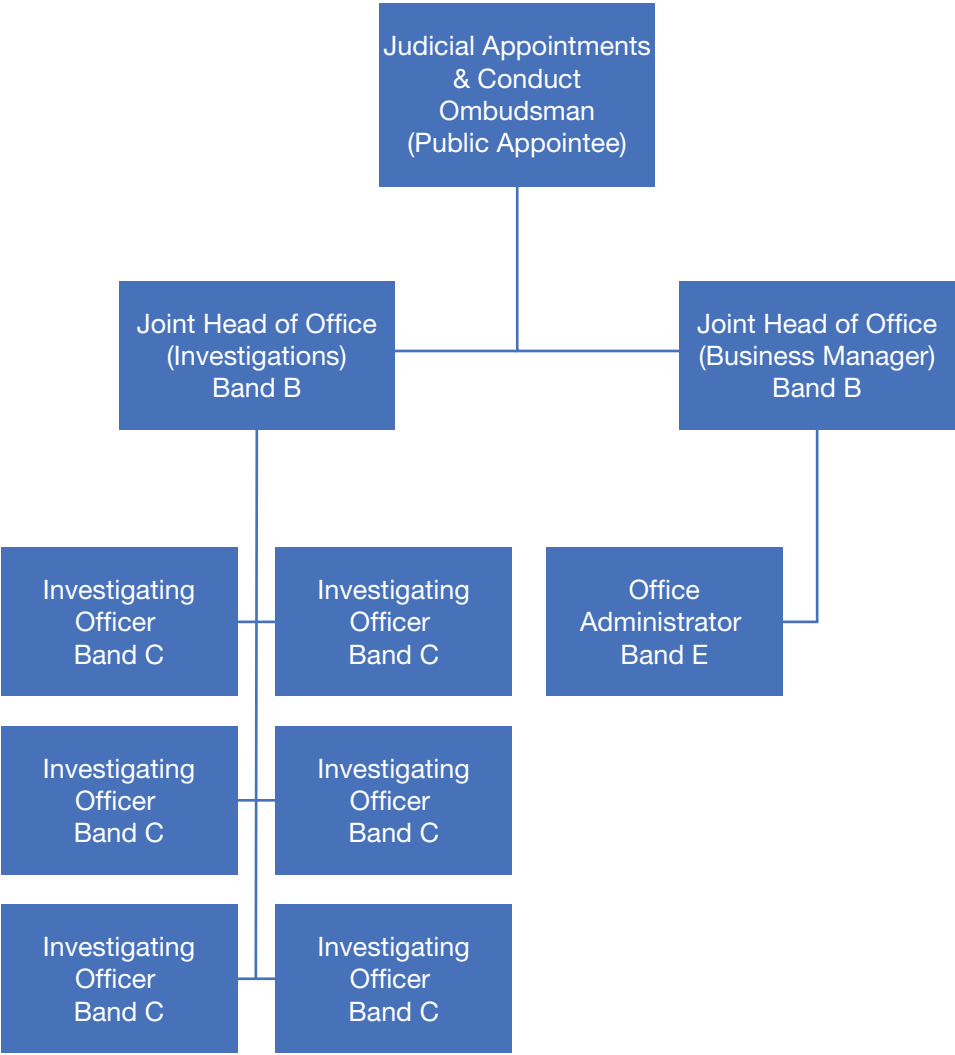 Judicial Appointments
& Conduct
Ombudsman
(Public Appointee)
Joint Head of Office
(Investigations)
Band B
Joint Head of Office
(Business Manager)
Band B
Investigating
Officer
Band C
Investigating
Officer
Band C
Office
Administrator
Band E
Investigating
Officer
Band C
Investigating
Officer
Band C
Investigating
Officer
Band C
Investigating
Officer
Band C